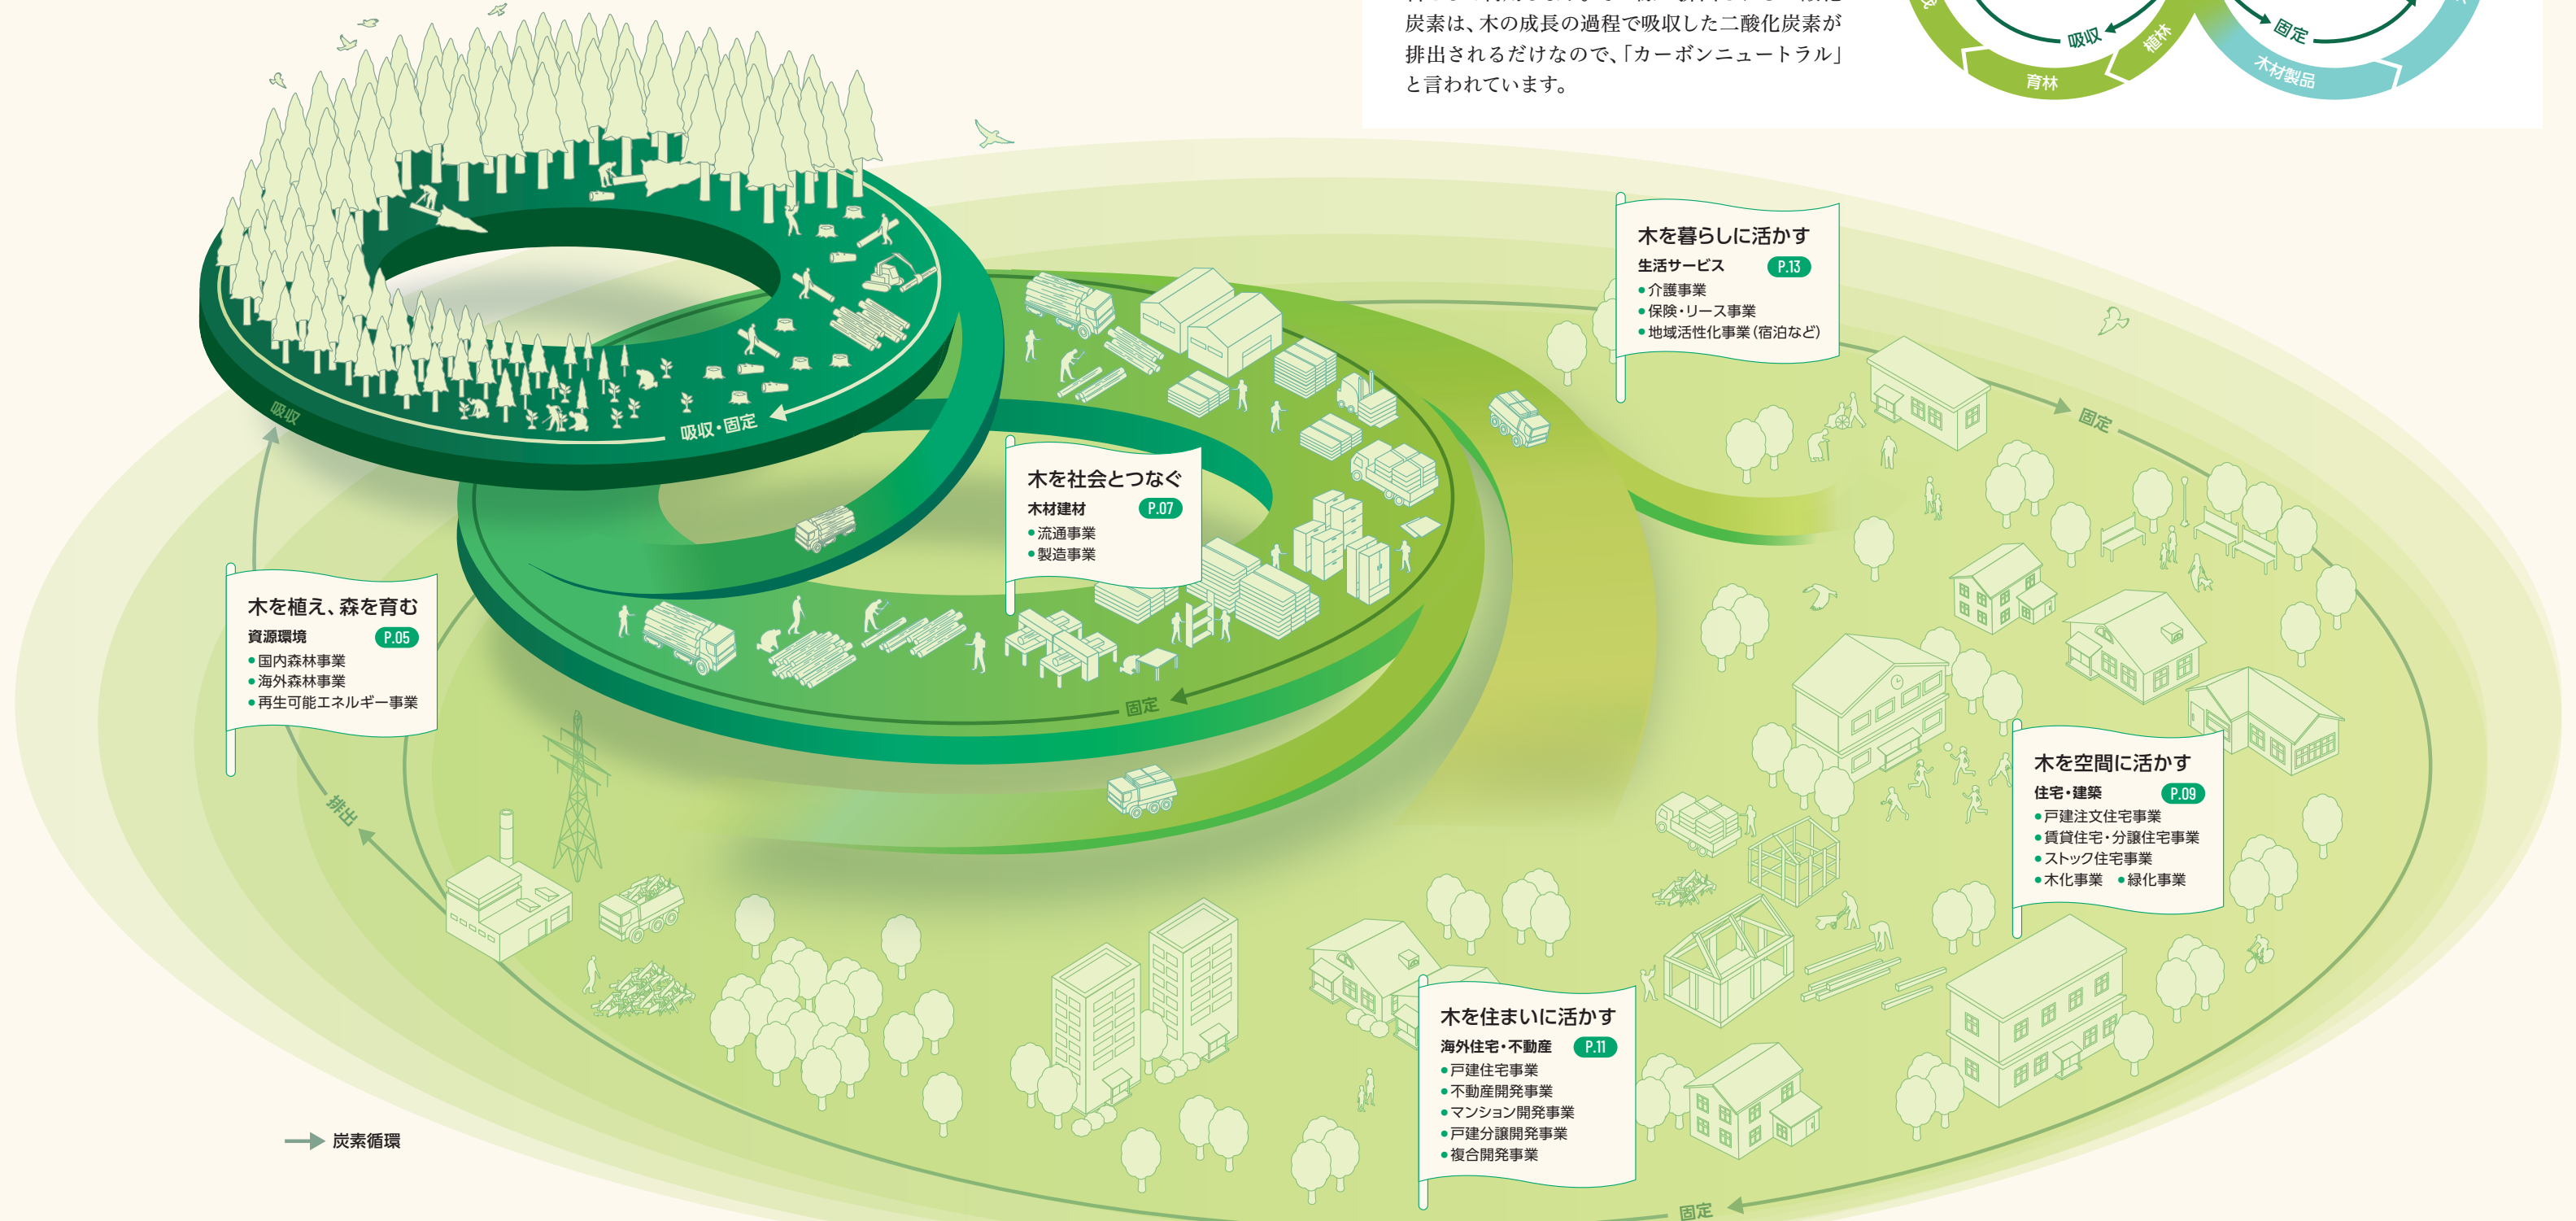 炭素は、木の成長の過程で吸収した二酸化炭素が
排出されるだけなので、「カーボンニュートラル」
と言われています。
吸収
植林
育林
固定
木材製品
木を暮らしに活かす
生活サービス P.13
•介護事業
•保険・リース事業
•地域活性化事業(宿泊など)
固定
吸収
吸収・固定
木を社会とつなぐ
木材建材 P.07
•流通事業
•製造事業
固定
木を植え、森を育む
資源環境 P.05
•国内森林事業
•海外森林事業
•再生可能エネルギー事業
排出
木を空間に活かす
住宅・建築 P.09
•戸建注文住宅事業
•賃貸住宅・分譲住宅事業
•ストック住宅事業
•木化事業 •緑化事業
木を住まいに活かす
海外住宅・不動産 P.11
•戸建住宅事業
•不動産開発事業
•マンション開発事業
•戸建分譲開発事業
•複合開発事業
炭素循環
固定